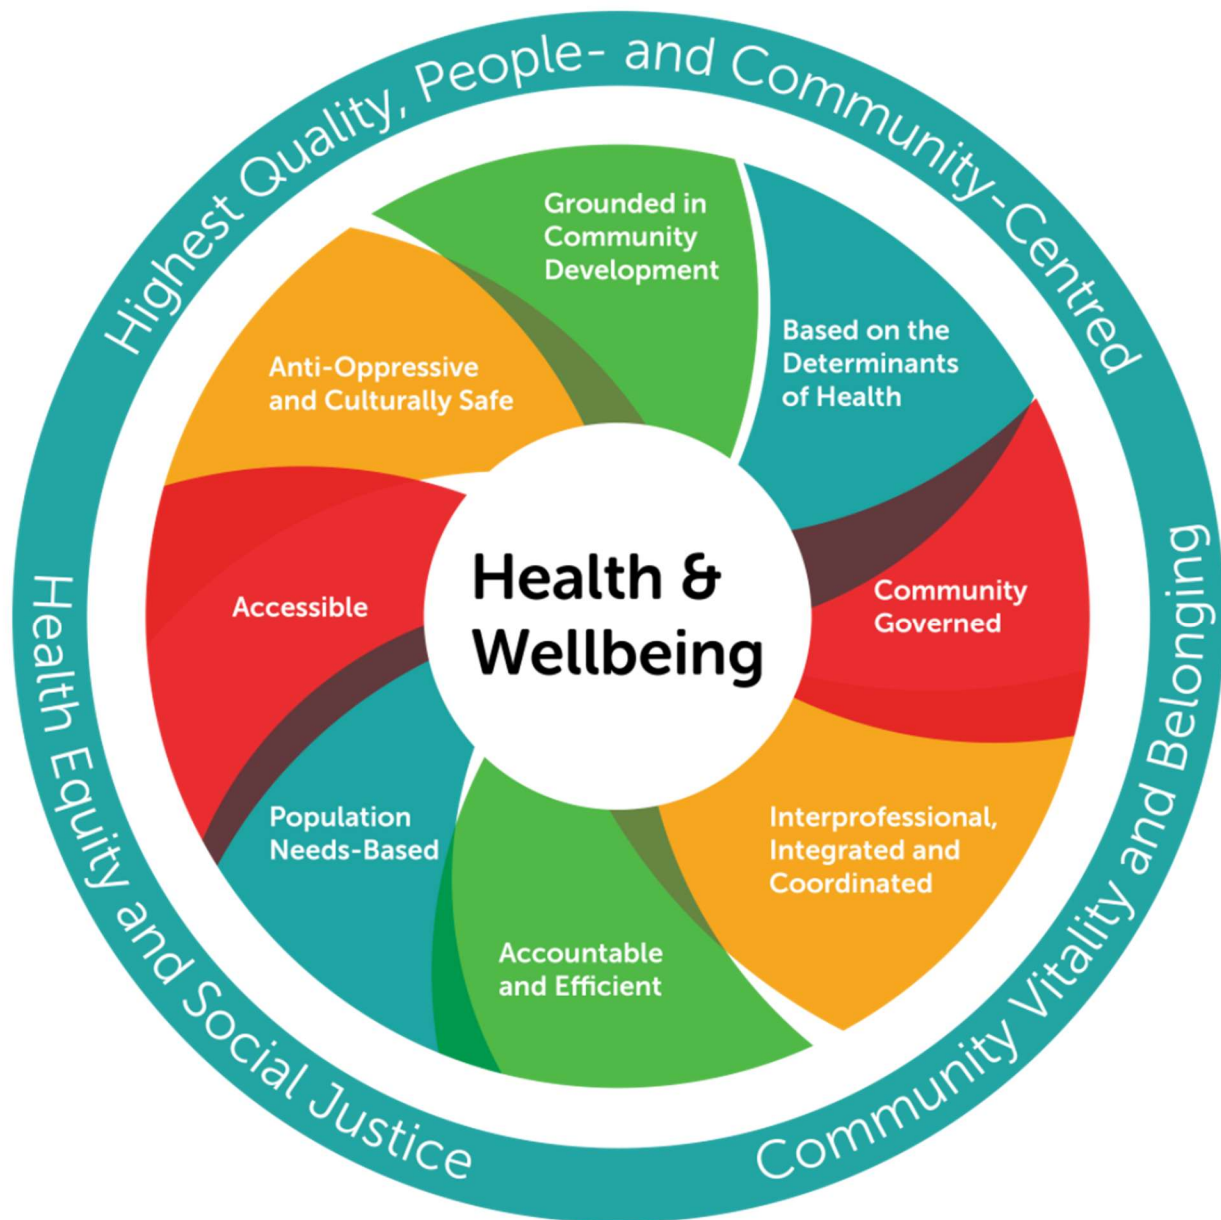 Highest Quality, People- and Community-Centred
Grounded in
Community
Development
Based on the
Determinants
of Health
Community
Governed
Interprofessional,
Integrated and
Coordinated
Accountable
and Efficient
Population
Needs-Based
Accessible
Anti-Oppressive
and Culturally Safe
Health &
Wellbeing
Community Vitality and Belonging
Health Equity and Social Justice